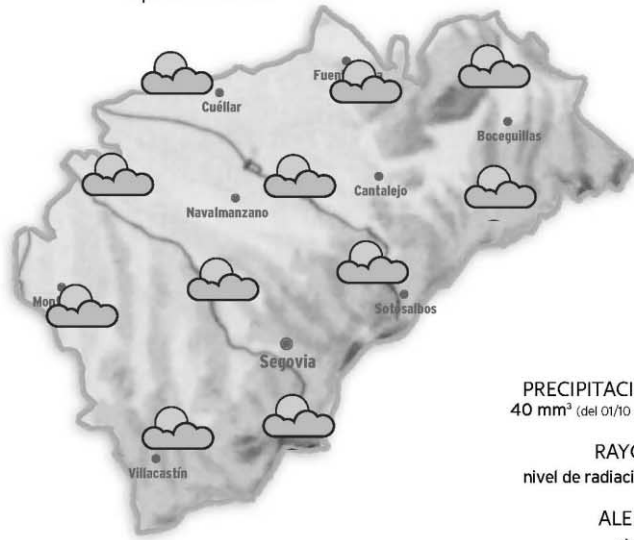 Cuéllar
Boceguillas
Cantalejo
Navalmanzano
Sotosalbos
Segovia
Villacastín
PRECIPITACI
40 mm³ (del 01/10
RAYO
nivel de radiaci
ALE